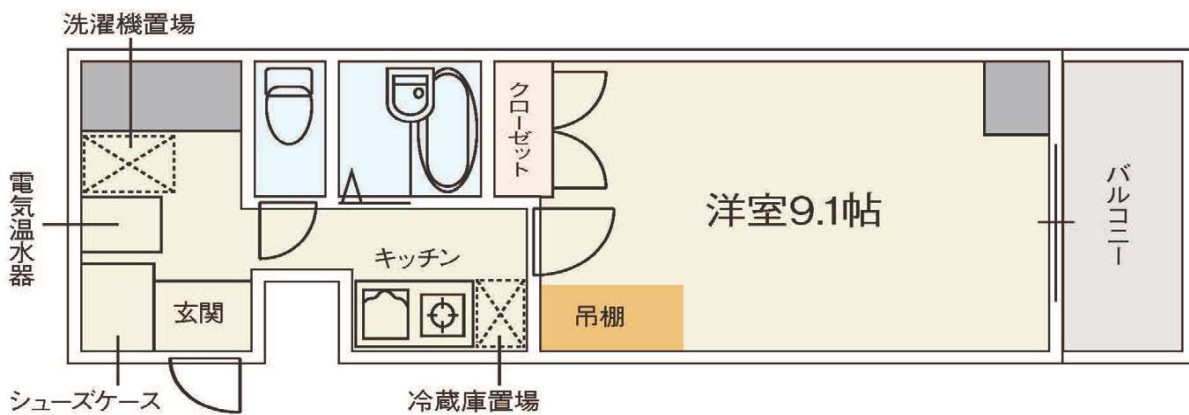 洗濯機置場
クローゼット
電気温水器
洋室9.1帖
バルコニー
キッチン
玄関
吊棚
シューズケース
冷蔵庫置場